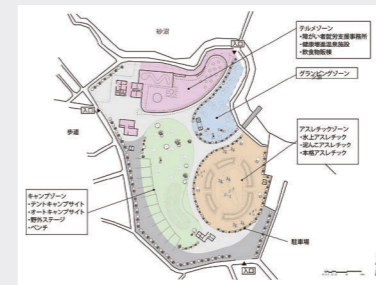 砂沼
入口
テルメゾーン
・障がい者就労支援事務所
・健康増進温泉施設
・飲食物販棟
グランピングゾーン
入口
歩道
アスレチックゾーン
・水上アスレチック
・泥んこアスレチック
・本格アスレチック
キャンプゾーン
・テントキャンプサイト
・オートキャンプサイト
・野外ステージ
・ベンチ
駐車場
入口